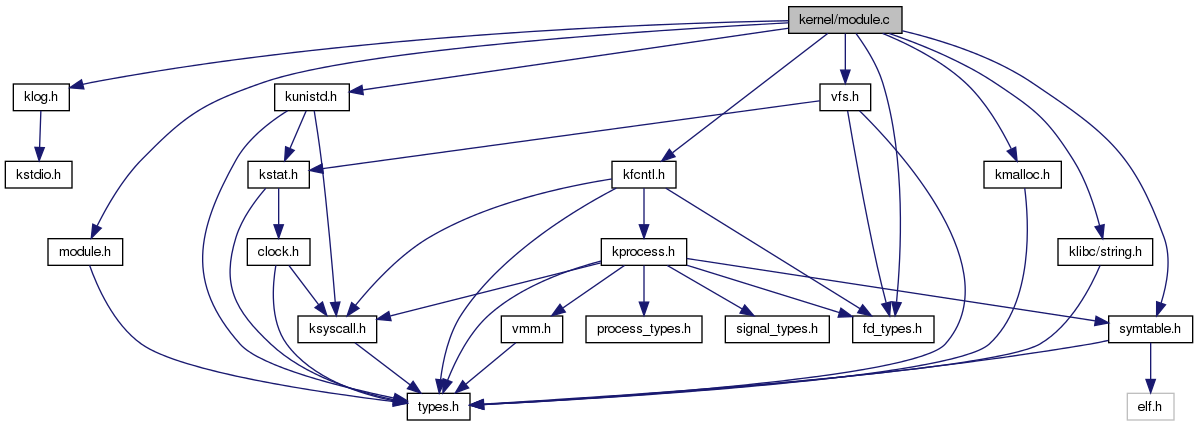 kernel/module.c
klog.h
kunistd.h
vfs.h
kstdio.h
kstat.h
kfcntl.h
kmalloc.h
module.h
clock.h
kprocess.h
klibc/string.h
ksyscall.h
vmm.h
process_types.h
signal_types.h
fd_types.h
symtable.h
types.h
elf.h